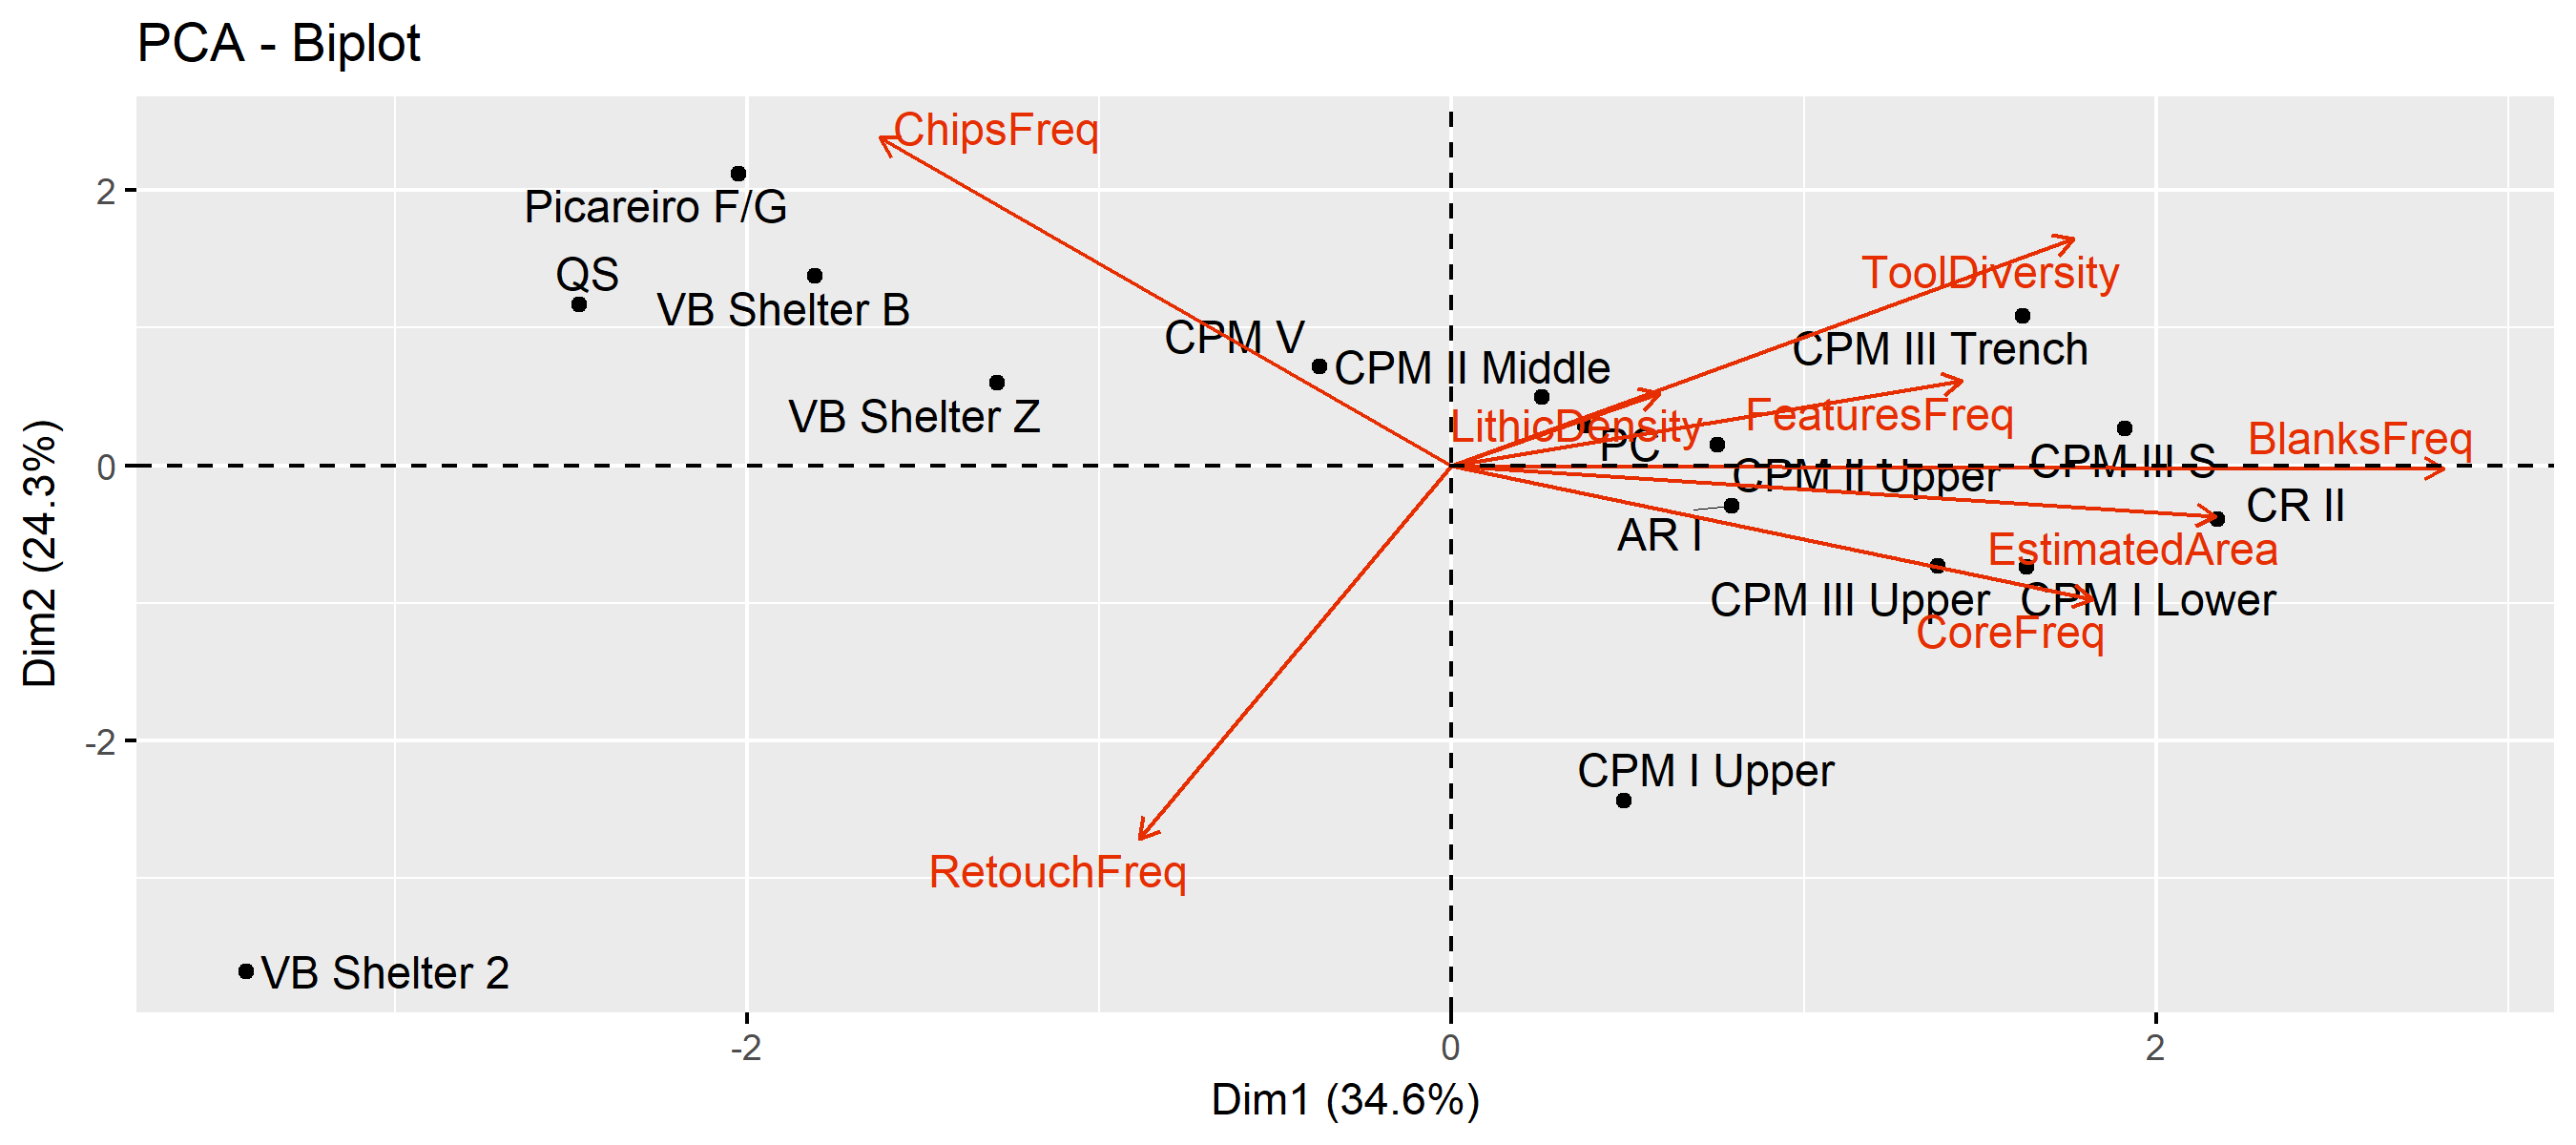 PCA - Biplot
ChipsFreq
Picareiro F/G
QS
VB Shelter B
ToolDiversity
CPM V
CPM II Middle
CPM III Trench
VB Shelter Z
LithicDensity
FeaturesFreq
PC
BlanksFreq
CPM III S
CPM II Upper
CR II
AR I
EstimatedArea
CPM III Upper
CPM I Lower
CoreFreq
CPM I Upper
RetouchFreq
VB Shelter 2
2
0
-2
Dim2 (24.3%)
-2
0
2
Dim1 (34.6%)